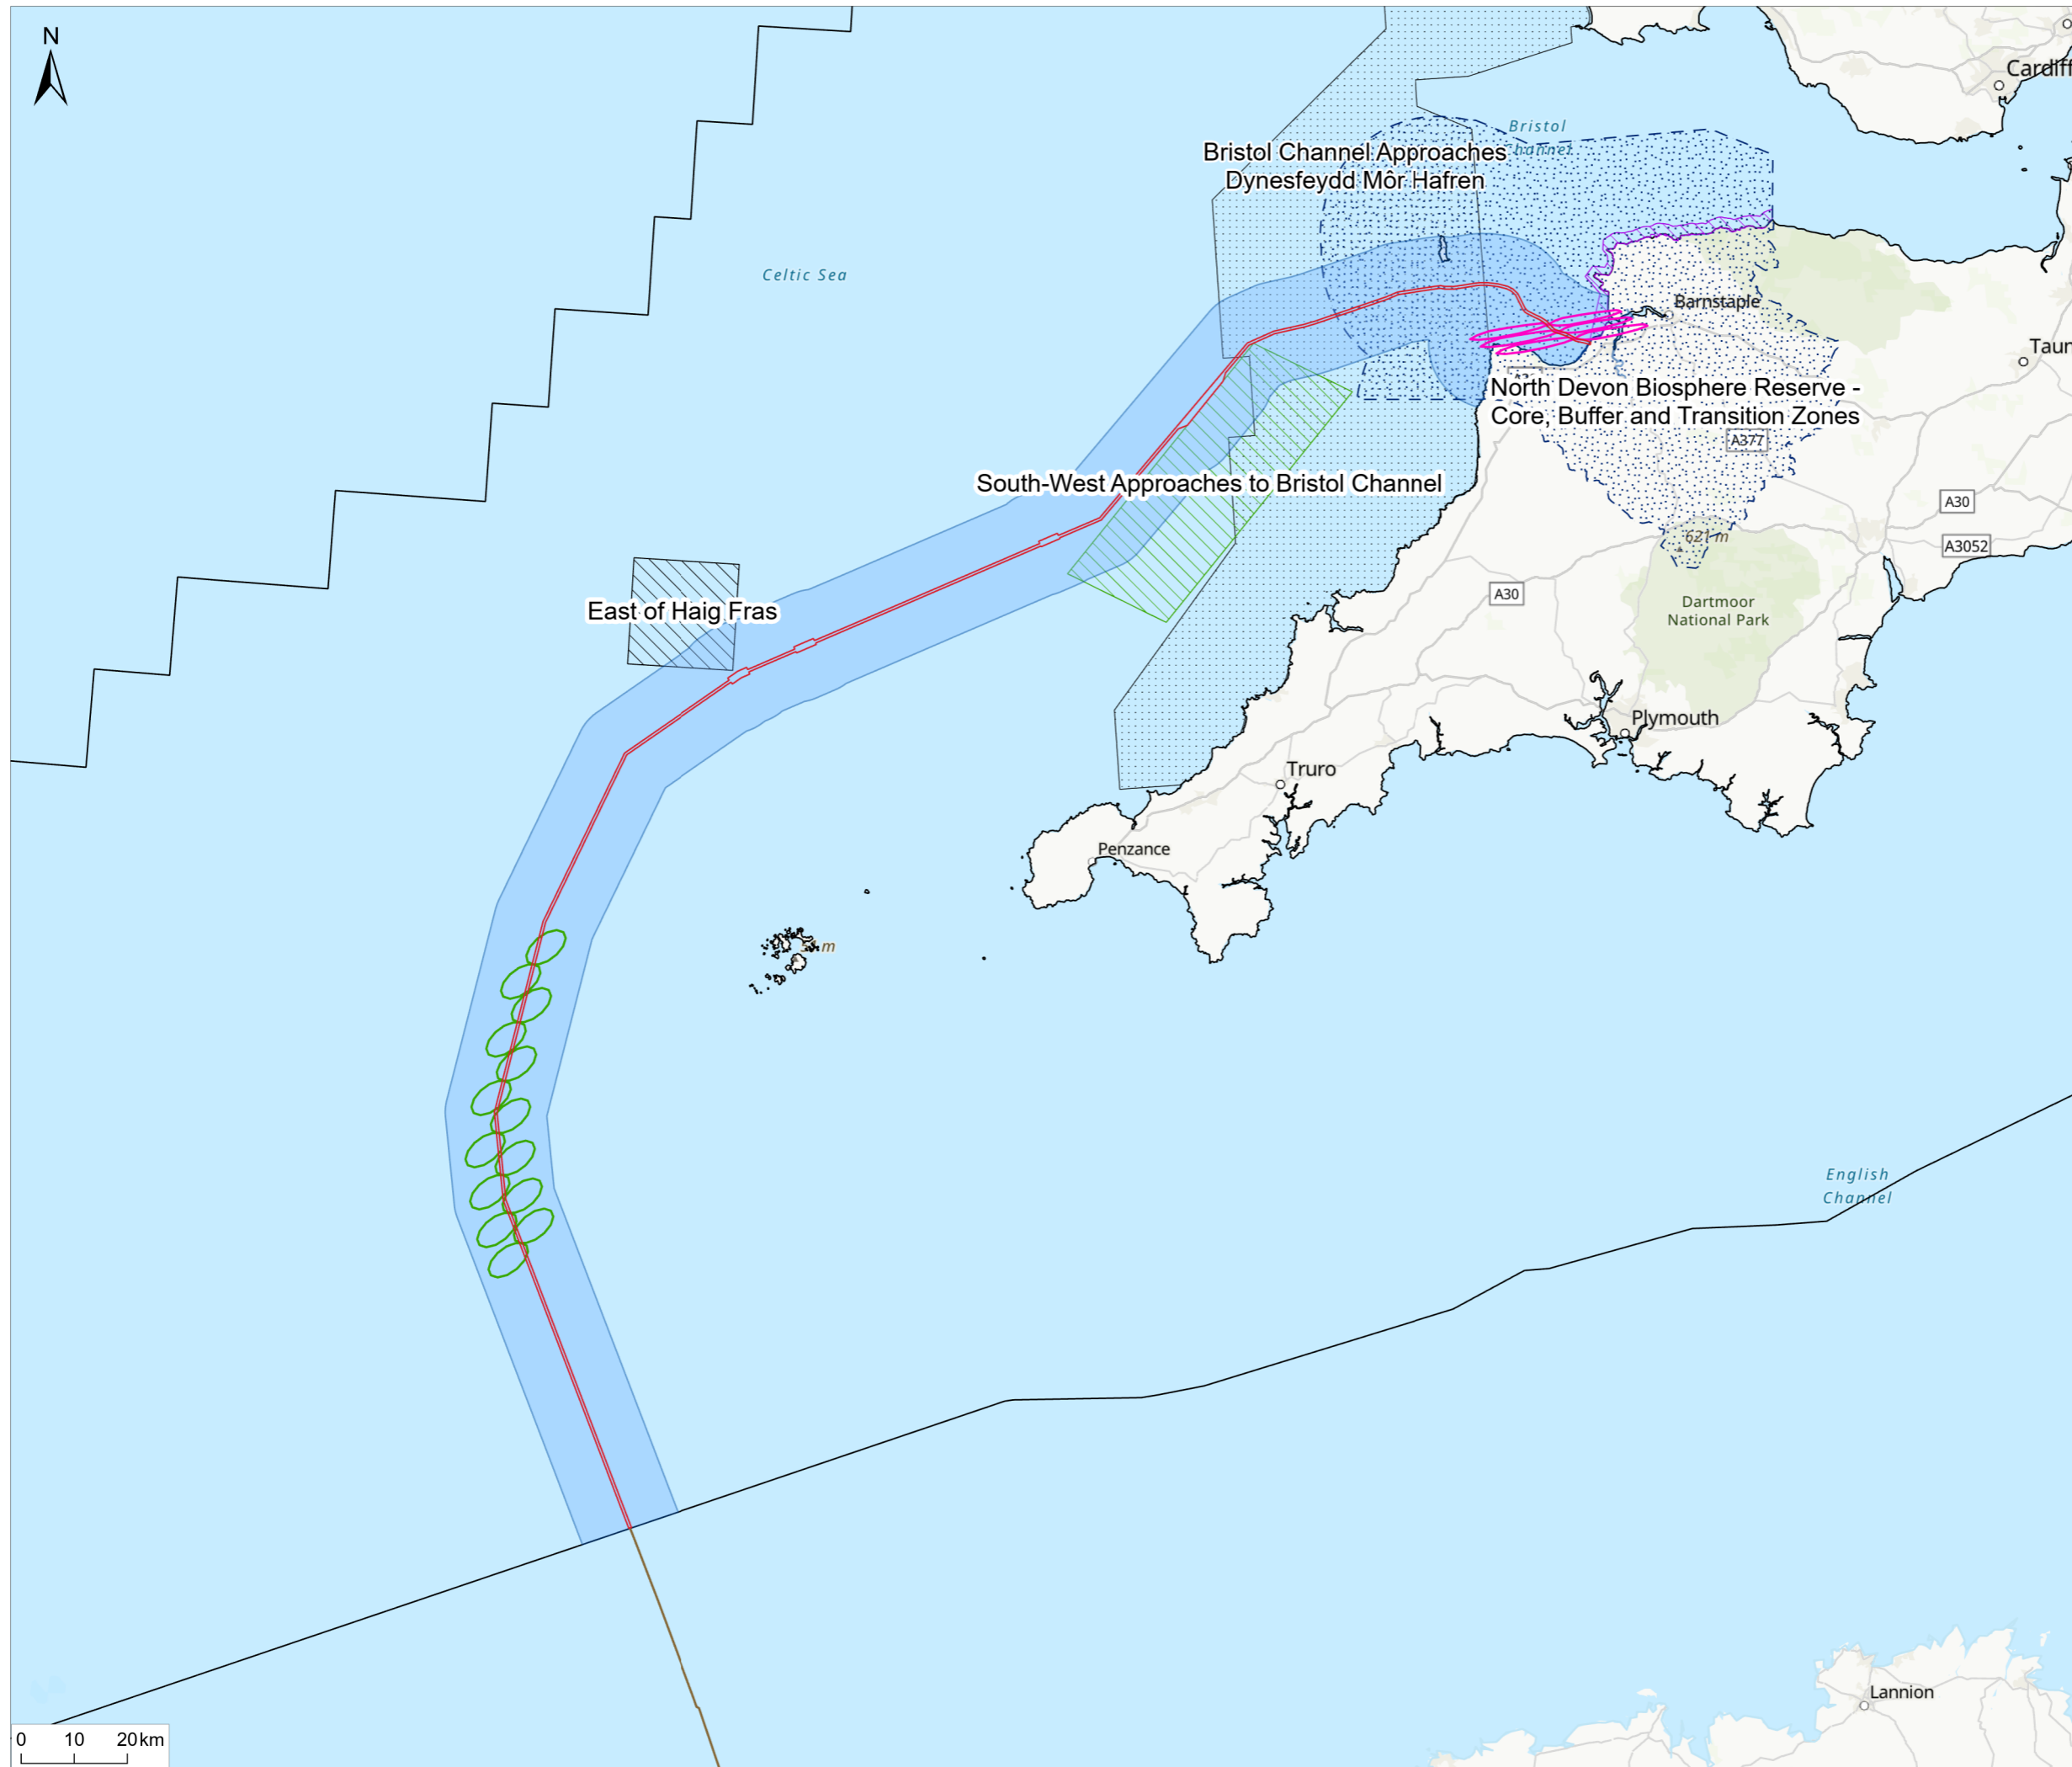 N
Cardiff
Bristol
Channel
Bristol Channel Approaches
Dynesfeydd Môr Hafren
Celtic Sea
Barnstaple
Taun
North Devon Biosphere Reserve -
Core, Buffer and Transition Zones
A377
South-West Approaches to Bristol Channel
A30
621 m
A3052
East of Haig Fras
A30
Dartmoor
National Park
Plymouth
Truro
Penzance
English
Channel
Lannion
0 10 20 km